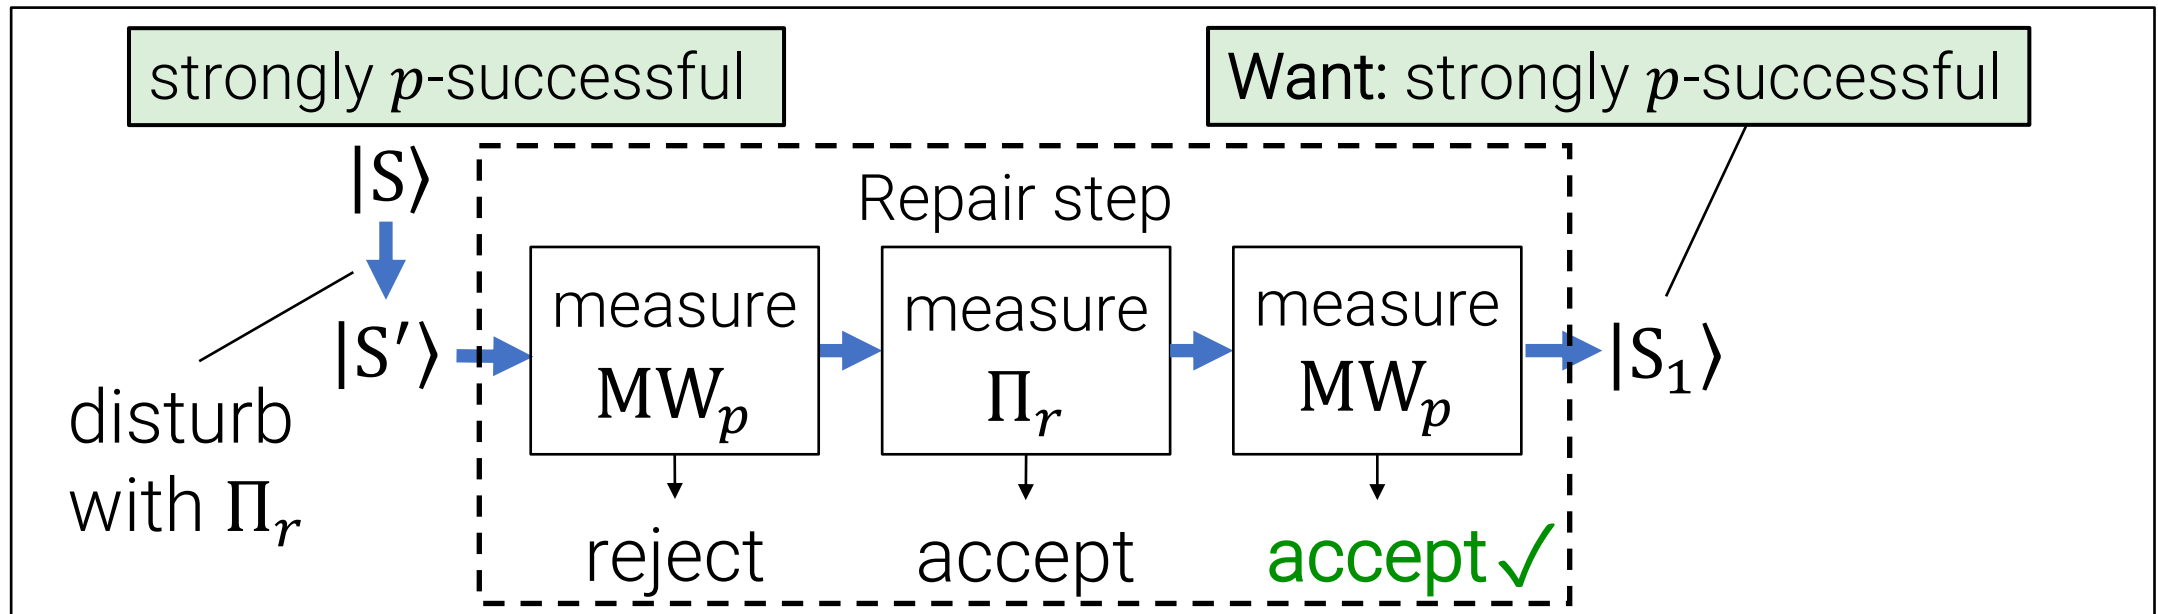 strongly p-successful
Want: strongly p-successful
|S⟩
Repair step
|S′⟩
measure
MWₚ
measure
Πᵣ
measure
MWₚ
|S₁⟩
disturb
with Πᵣ
reject
accept
accept ✓